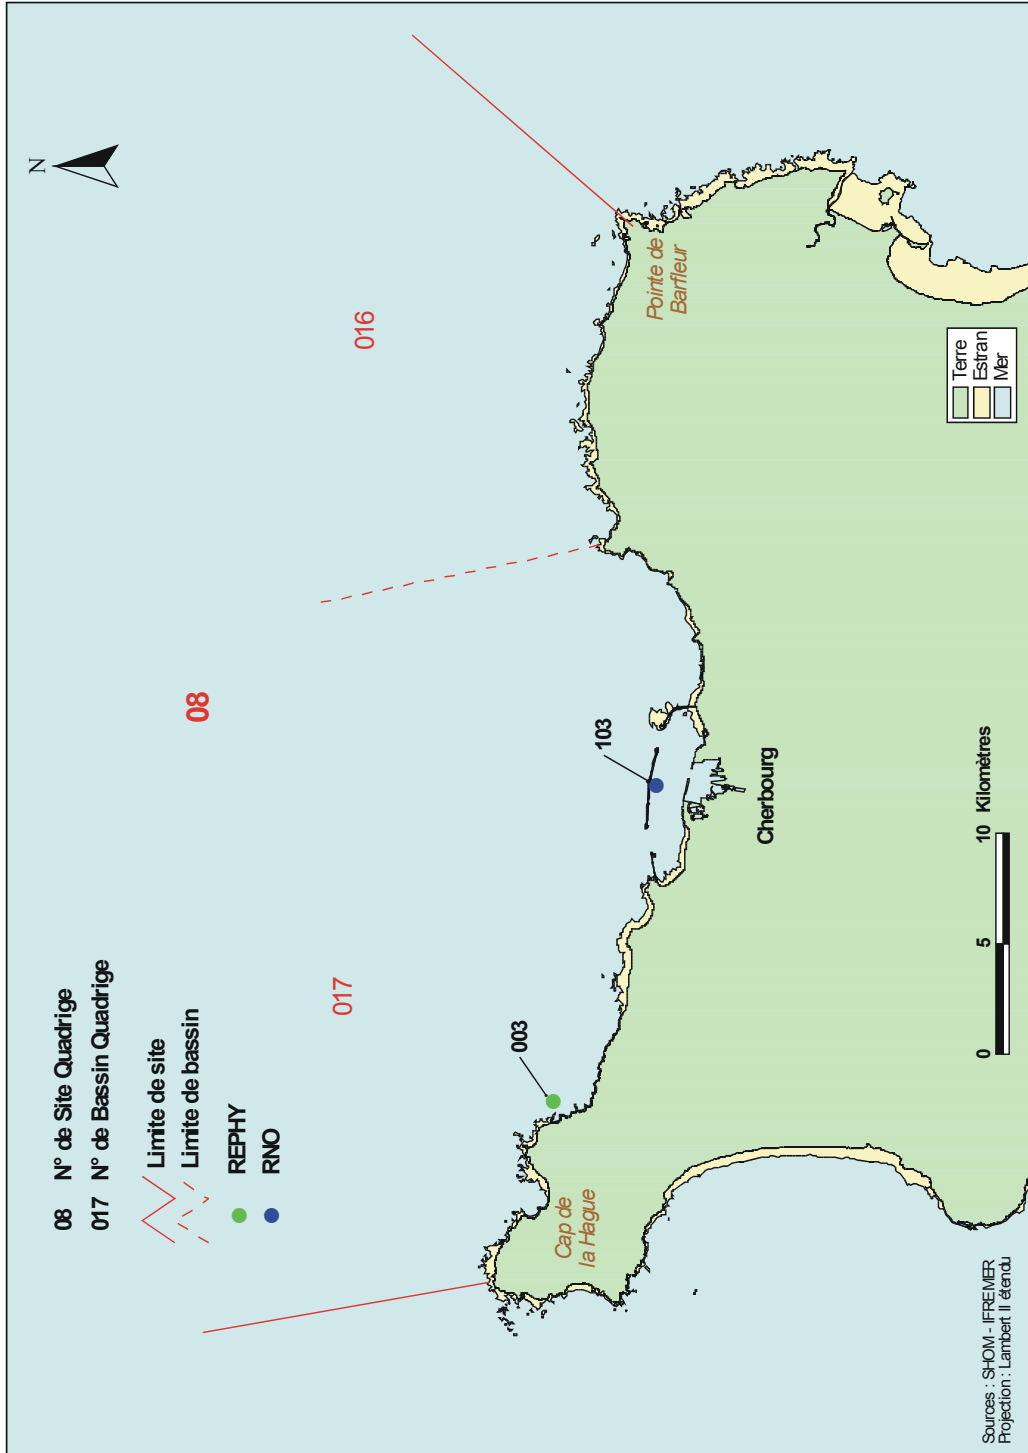 N
08 N° de Site Quadrige
017 N° de Bassin Quadrige
Limite de site
Limite de bassin
REPHY
RNO
08
016
017
003
103
Cap de
la Hague
Pointe de
Barfleur
Cherbourg
0 5 10 Kilomètres
Terre
Estran
Mer
Sources : SHOM - IFREMER
Projection : Lambert II étendu